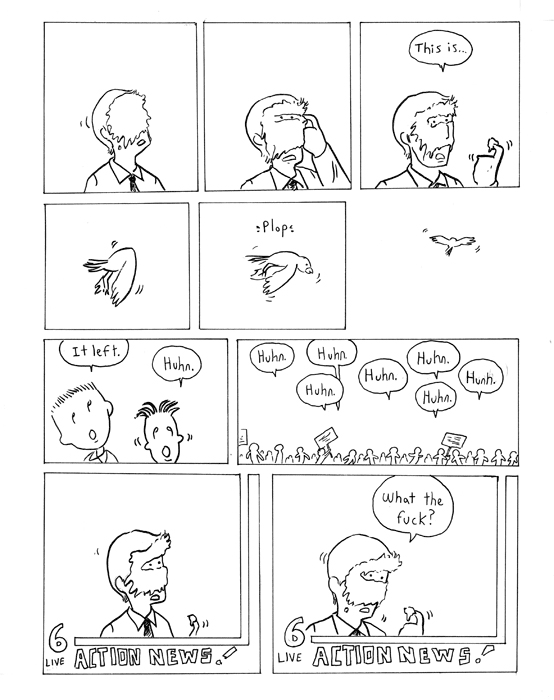 This is...
:Plop:
It left.
Huhn.
Huhn.
Huhn.
Huhn.
Huhn.
Huhn.
Huhn.
Hunh.
What the
fuck?
6
LIVE
ACTION NEWS.!
6
LIVE
ACTION NEWS.!